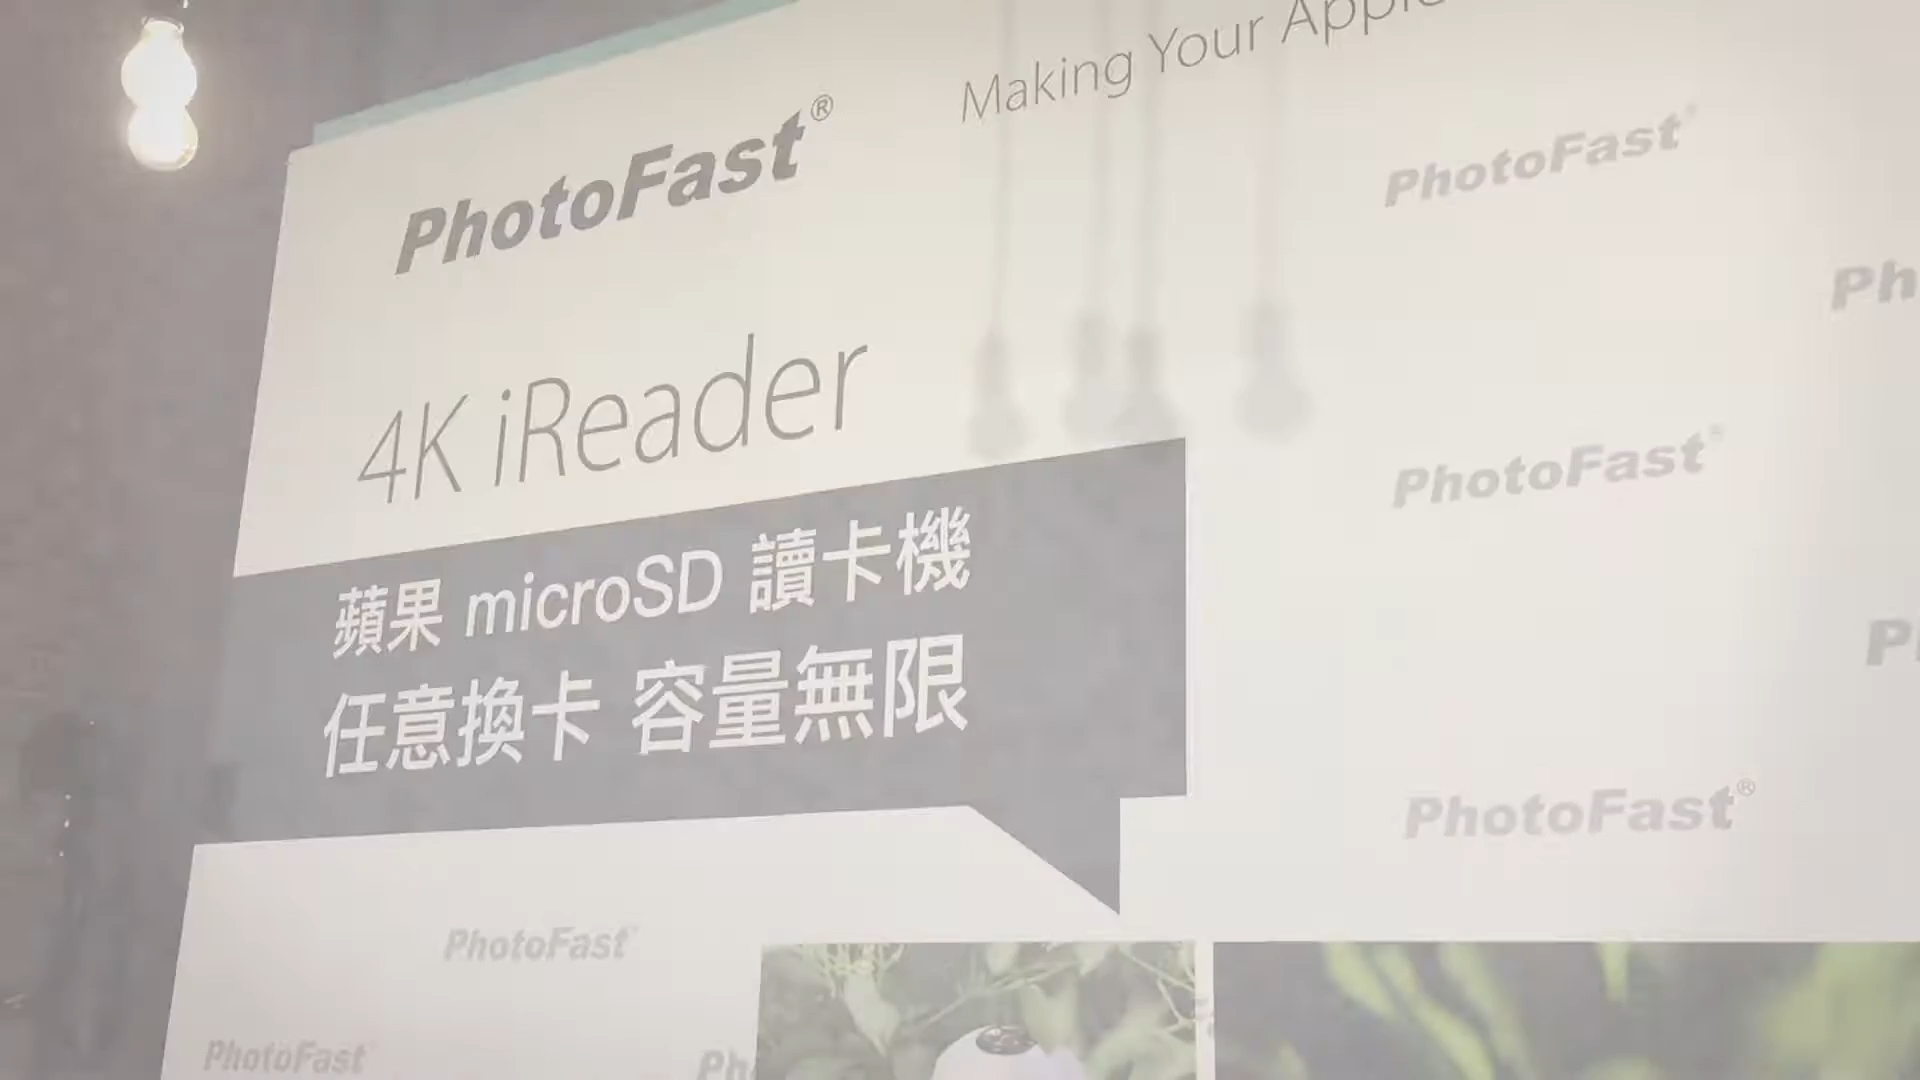 PhotoFast®
Making Your Apple
PhotoFast
4K iReader
PhotoFast
蘋果 microSD 讀卡機
任意換卡 容量無限
PhotoFast®
PhotoFast
PhotoFast